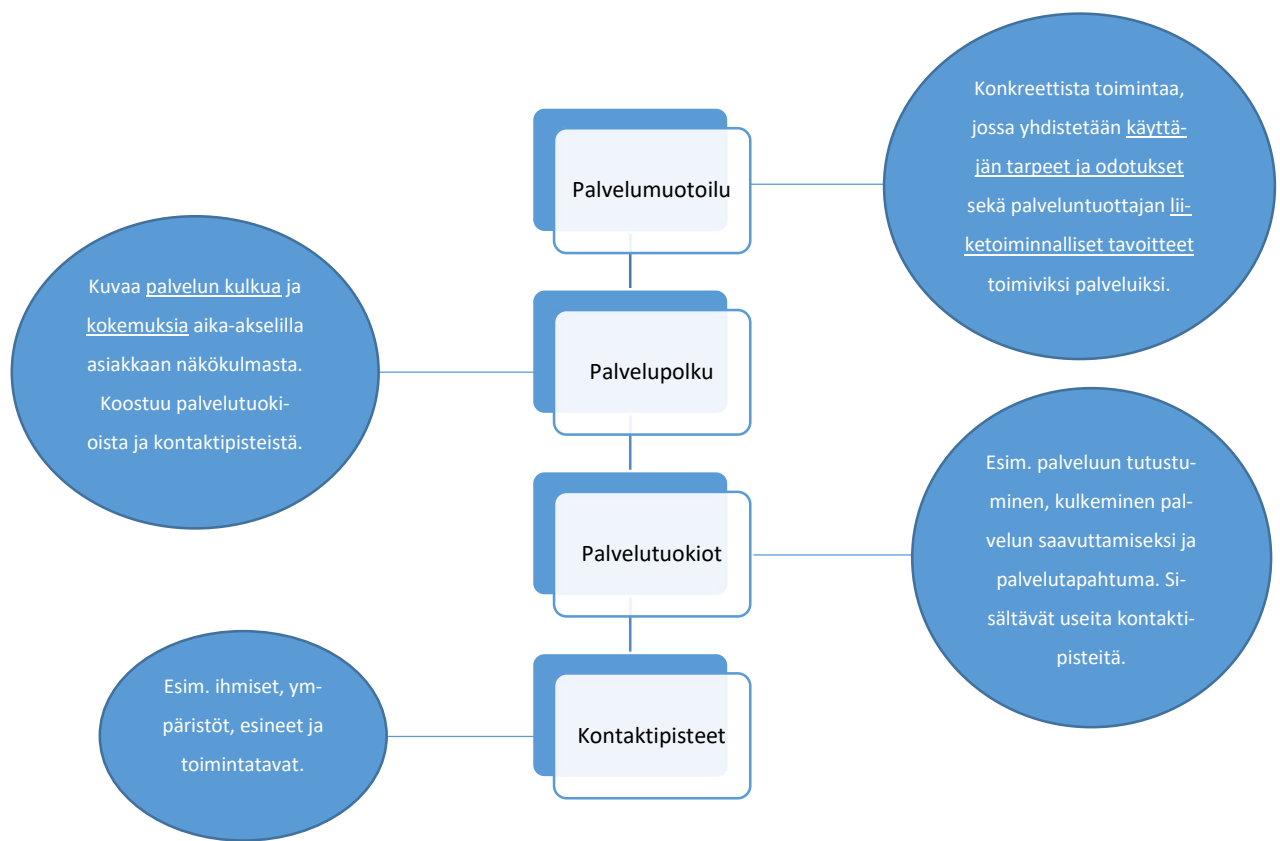 Palvelumuotoilu
Konkreettista toimintaa,
jossa yhdistetään käyttä-
jän tarpeet ja odotukset
sekä palveluntuottajan lii-
ketoiminnalliset tavoitteet
toimiviksi palveluiksi.
Palvelupolku
Kuvaa palvelun kulkua ja
kokemuksia aika-akselilla
asiakkaan näkökulmasta.
Koostuu palvelutuoki-
oista ja kontaktipisteistä.
Palvelutuokiot
Esim. palveluun tutustu-
minen, kulkeminen pal-
velun saavuttamiseksi ja
palvelutapahtuma. Si-
sältävät useita kontakti-
pisteitä.
Kontaktipisteet
Esim. ihmiset, ym-
päristöt, esineet ja
toimintatavat.